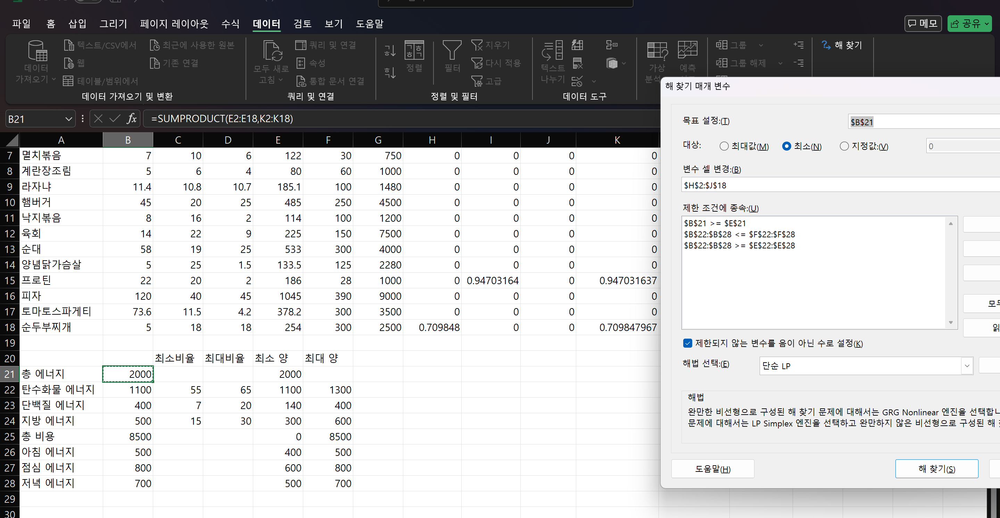 파일 홈 삽입 그리기 페이지 레이아웃 수식 데이터 검토 보기 도움말 메모 공유
데이터 가져오기
텍스트/CSV에서
웹
테이블/범위에서
최근에 사용한 원본
기존 연결
데이터 가져오기 및 변환
모두 새로 고침
쿼리 및 연결
속성
통합 문서 연결
쿼리 및 연결
정렬
필터
지우기
다시 적용
고급
정렬 및 필터
텍스트 나누기
데이터 도구
가상
예측
그룹
그룹 해제
해 찾기
B21 fx =SUMPRODUCT(E2:E18,K2:K18)
A B C D E F G H I J K
7 멸치볶음 7 10 6 122 30 750 0 0 0 0
8 계란장조림 5 6 4 80 60 1000 0 0 0 0
9 라자냐 11.4 10.8 10.7 185.1 100 1480 0 0 0 0
10 햄버거 45 20 25 485 250 4500 0 0 0 0
11 낙지볶음 8 16 2 114 100 1200 0 0 0 0
12 육회 14 22 9 225 150 7500 0 0 0 0
13 순대 58 19 25 533 300 4000 0 0 0 0
14 양념닭가슴살 5 25 1.5 133.5 125 2280 0 0 0 0
15 프로틴 22 20 2 186 28 1000 0 0.94703164 0 0.947031637
16 피자 120 40 45 1045 390 9000 0 0 0 0
17 토마토스파게티 73.6 11.5 4.2 378.2 300 3500 0 0 0 0
18 순두부찌개 5 18 18 254 300 2500 0.709848 0 0 0.709847967
19
20 최소비율 최대비율 최소 양 최대 양
21 총 에너지 2000 2000
22 탄수화물 에너지 1100 55 65 1100 1300
23 단백질 에너지 400 7 20 140 400
24 지방 에너지 500 15 30 300 600
25 총 비용 8500 0 8500
26 아침 에너지 500 400 500
27 점심 에너지 800 600 800
28 저녁 에너지 700 500 700
29
30
해 찾기 매개 변수
목표 설정:(T) $B$21
대상: 최대값(M) 최소(N) 지정값:(V) 0
변수 셀 변경:(B)
$H$2:$J$18
제한 조건에 종속:(U)
$B$21 >= $E$21
$B$22:$B$28 <= $F$22:$F$28
$B$22:$B$28 >= $E$22:$E$28
제한되지 않는 변수를 음이 아닌 수로 설정(K)
해법 선택:(E) 단순 LP
해법
완만한 비선형으로 구성된 해 찾기 문제에 대해서는 GRG Nonlinear 엔진을 선택합니
문제에 대해서는 LP Simplex 엔진을 선택하고 완만하지 않은 비선형으로 구성된 해
도움말(H) 해 찾기(S)